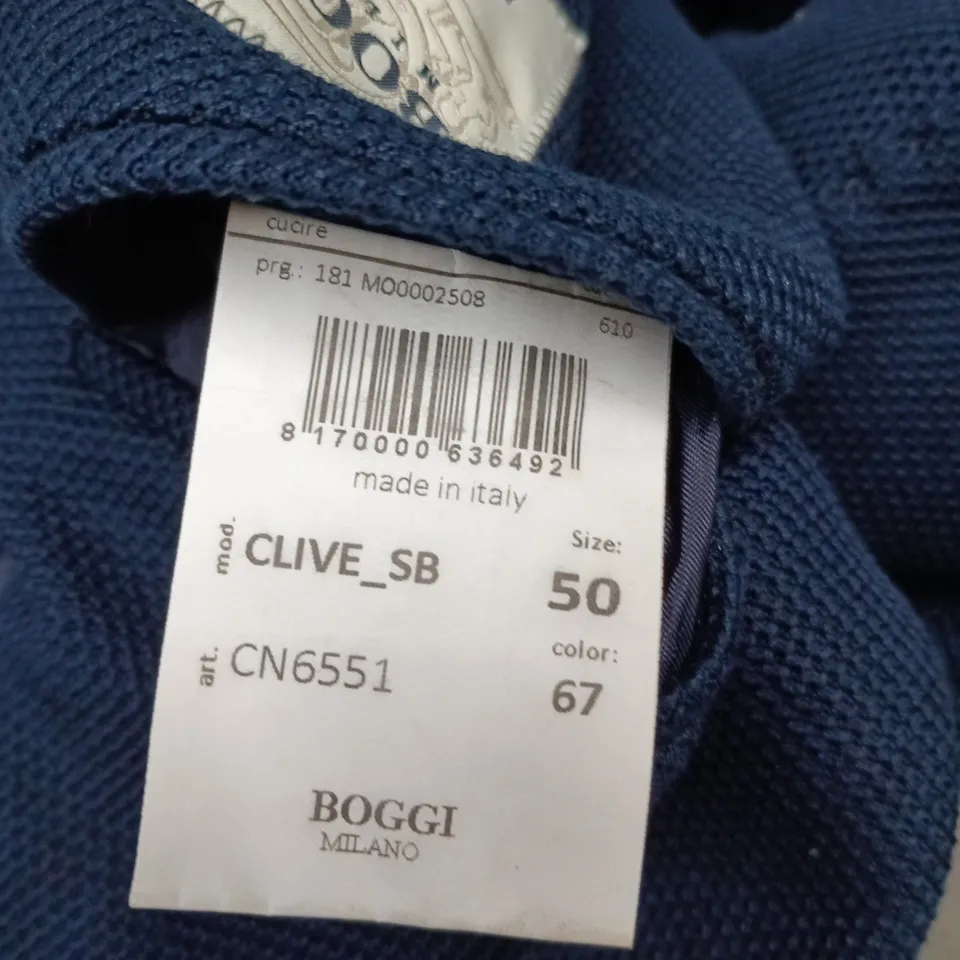 cucire
prg.: 181 MO0002508
610
8 170000 636492
made in italy
mod. CLIVE_SB
Size:
50
art. CN6551
color:
67
BOGGI
MILANO